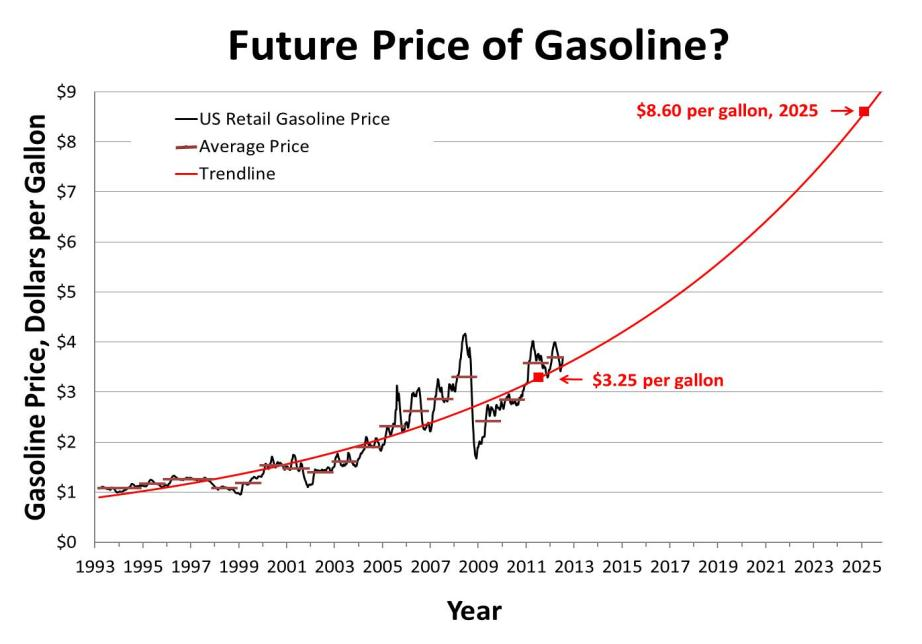 Future Price of Gasoline?
$9
$8
$7
$6
$5
$4
$3
$2
$1
$0
Gasoline Price, Dollars per Gallon
US Retail Gasoline Price
Average Price
Trendline
$8.60 per gallon, 2025
$3.25 per gallon
1993 1995 1997 1999 2001 2003 2005 2007 2009 2011 2013 2015 2017 2019 2021 2023 2025
Year